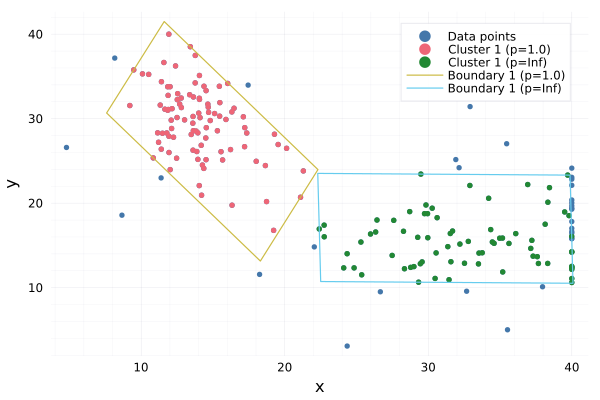 40
30
20
10
y
10
20
30
40
x
Data points
Cluster 1 (p=1.0)
Cluster 1 (p=Inf)
Boundary 1 (p=1.0)
Boundary 1 (p=Inf)